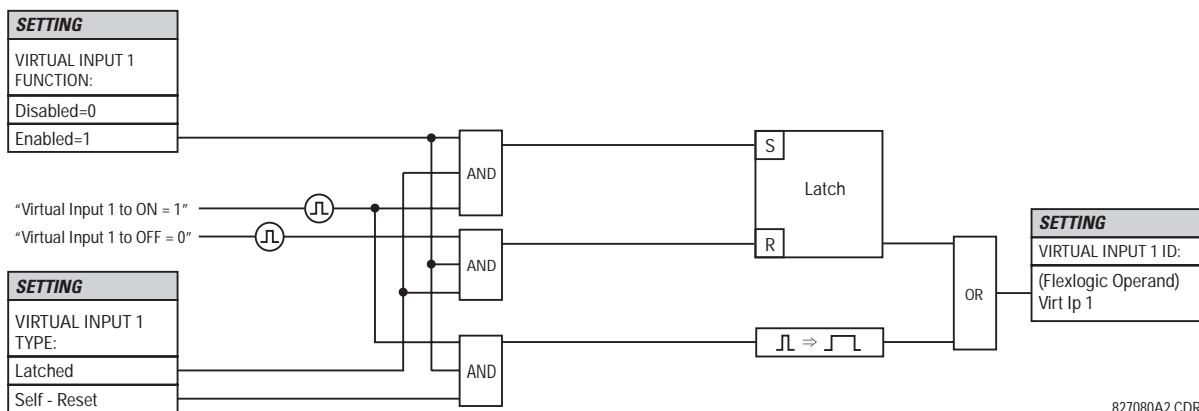 SETTING
VIRTUAL INPUT 1
FUNCTION:
Disabled=0
Enabled=1
“Virtual Input 1 to ON = 1”
“Virtual Input 1 to OFF = 0”
SETTING
VIRTUAL INPUT 1
TYPE:
Latched
Self - Reset
AND
AND
AND
S
Latch
R
OR
SETTING
VIRTUAL INPUT 1 ID:
(Flexlogic Operand)
Virt Ip 1
827080A2.CDR